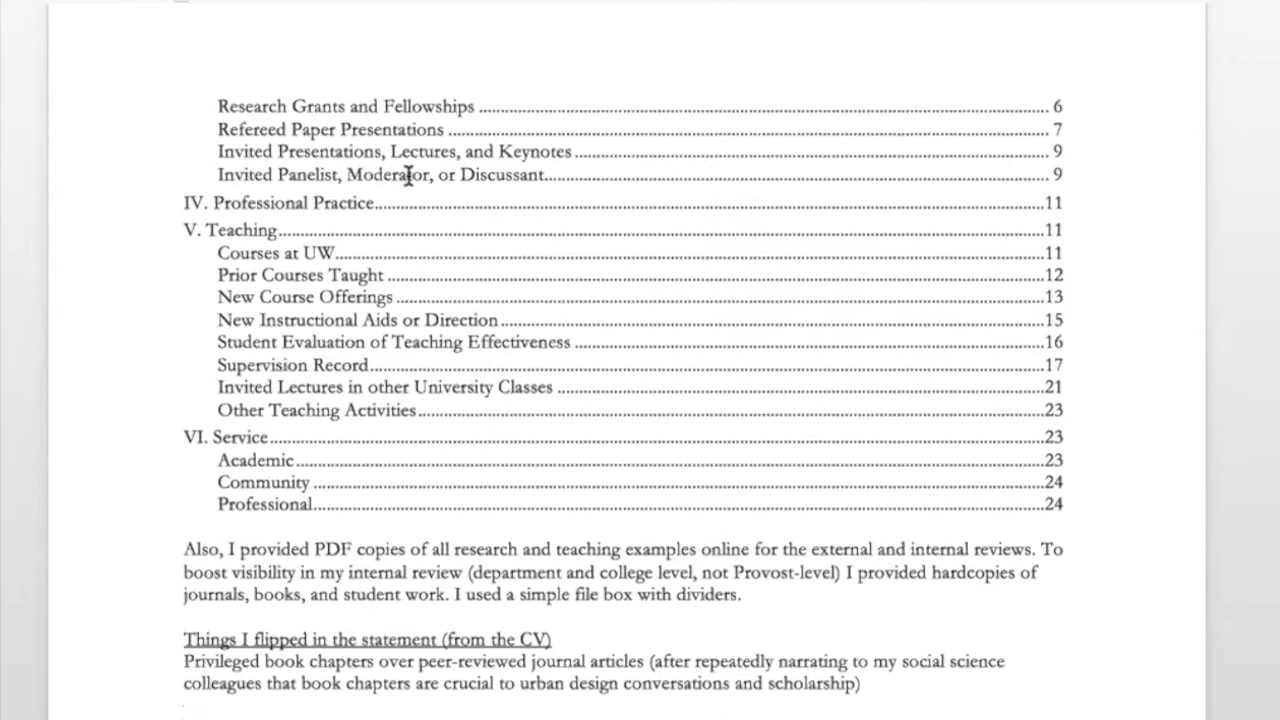 Research Grants and Fellowships ........ 6
Refereed Paper Presentations ........ 7
Invited Presentations, Lectures, and Keynotes ........ 9
Invited Panelist, Moderator, or Discussant........ 9
IV. Professional Practice........11
V. Teaching........11
Courses at UW........11
Prior Courses Taught ........12
New Course Offerings ........13
New Instructional Aids or Direction ........15
Student Evaluation of Teaching Effectiveness ........16
Supervision Record........17
Invited Lectures in other University Classes ........21
Other Teaching Activities........23
VI. Service........23
Academic........23
Community ........24
Professional........24
Also, I provided PDF copies of all research and teaching examples online for the external and internal reviews. To
boost visibility in my internal review (department and college level, not Provost-level) I provided hardcopies of
journals, books, and student work. I used a simple file box with dividers.
Things I flipped in the statement (from the CV)
Privileged book chapters over peer-reviewed journal articles (after repeatedly narrating to my social science
colleagues that book chapters are crucial to urban design conversations and scholarship)